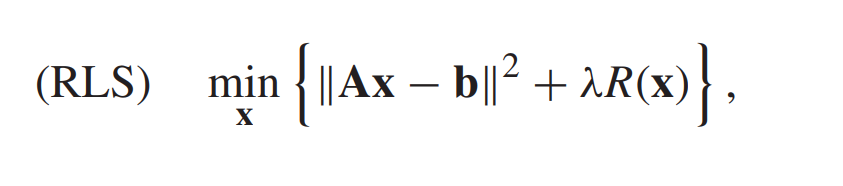 (RLS) min_x { ‖Ax − b‖² + λR(x) },